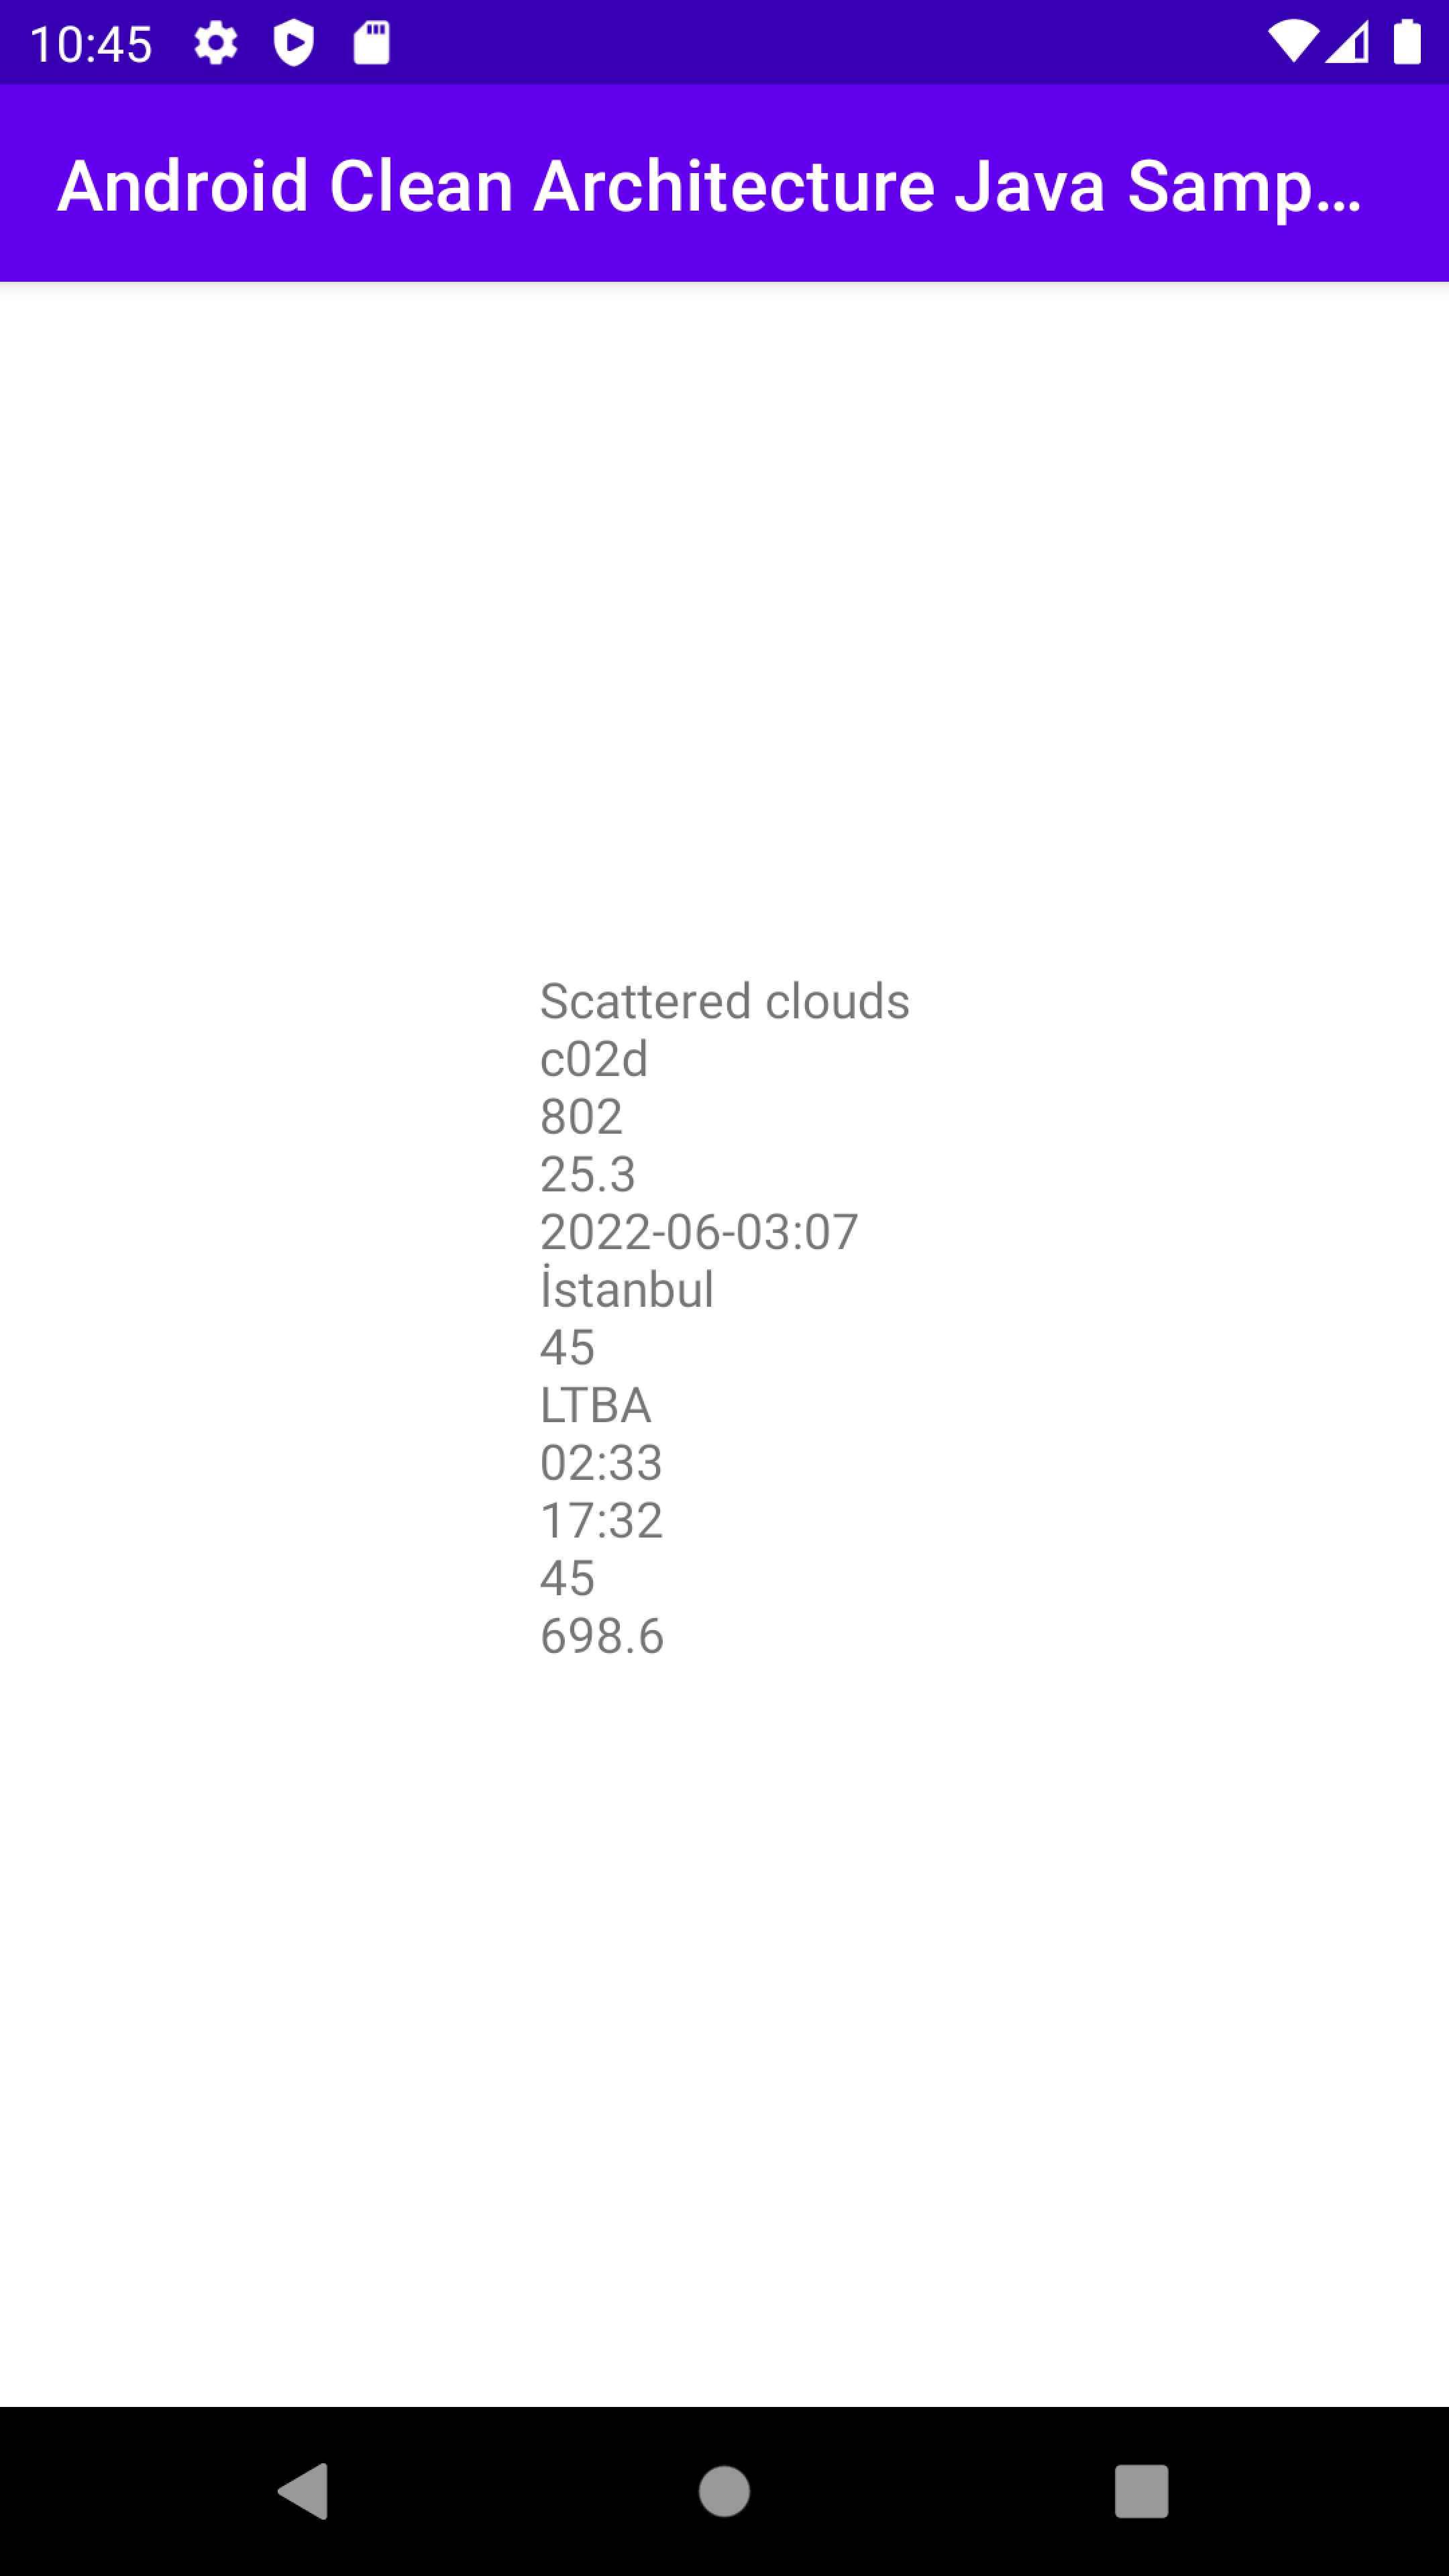 10:45
Android Clean Architecture Java Samp...
Scattered clouds
c02d
802
25.3
2022-06-03:07
İstanbul
45
LTBA
02:33
17:32
45
698.6